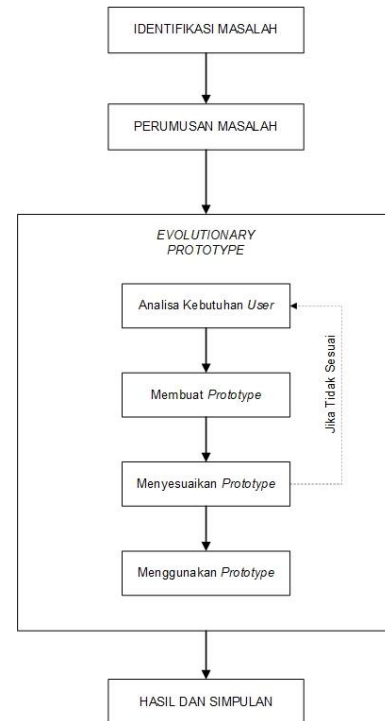 IDENTIFIKASI MASALAH
PERUMUSAN MASALAH
EVOLUTIONARY
PROTOTYPE
Analisa Kebutuhan User
Membuat Prototype
Jika Tidak Sesuai
Menyesuaikan Prototype
Menggunakan Prototype
HASIL DAN SIMPULAN